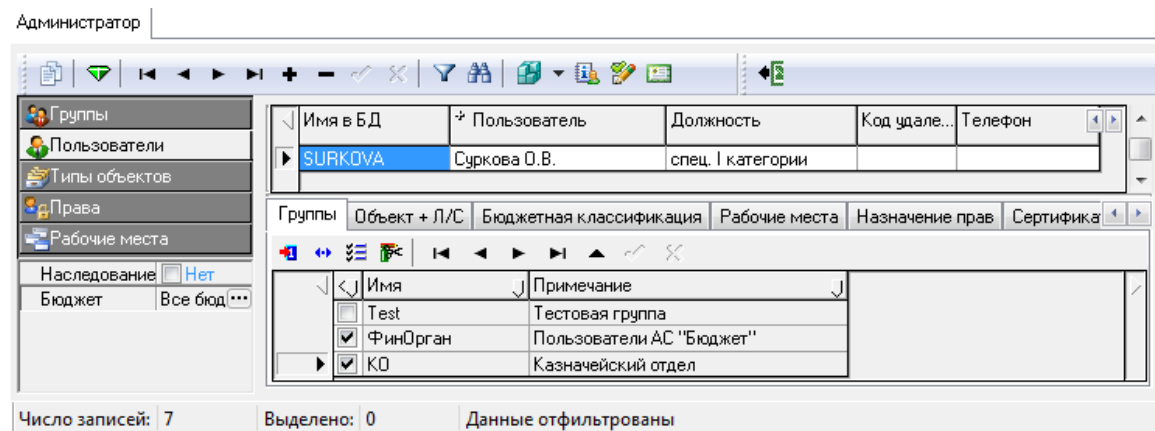 Администратор
Группы
Пользователи
Типы объектов
Права
Рабочие места
Наследование Нет
Бюджет Все бюд
Имя в БД Пользователь Должность Код удале... Телефон
SURKOVA Суркова О.В. спец. I категории
Группы Объект + Л/С Бюджетная классификация Рабочие места Назначение прав Сертифика
Имя Примечание
Test Тестовая группа
ФинОрган Пользователи АС "Бюджет"
КО Казначейский отдел
Число записей: 7 Выделено: 0 Данные отфильтрованы